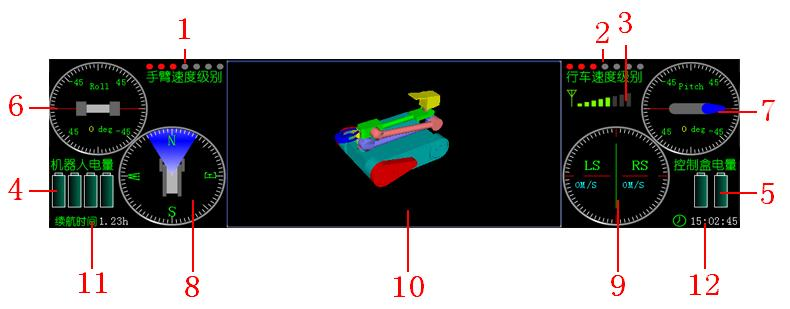 1
2
3
手臂速度级别
行车速度级别
Roll
-45 45
0 deg
45 -45
6
Pitch
-45 45
0 deg
45 -45
7
N
W
E
S
LS RS
0M/S 0M/S
机器人电量
4
控制盒电量
5
续航时间1.23h
15:02:45
11
8
10
9
12